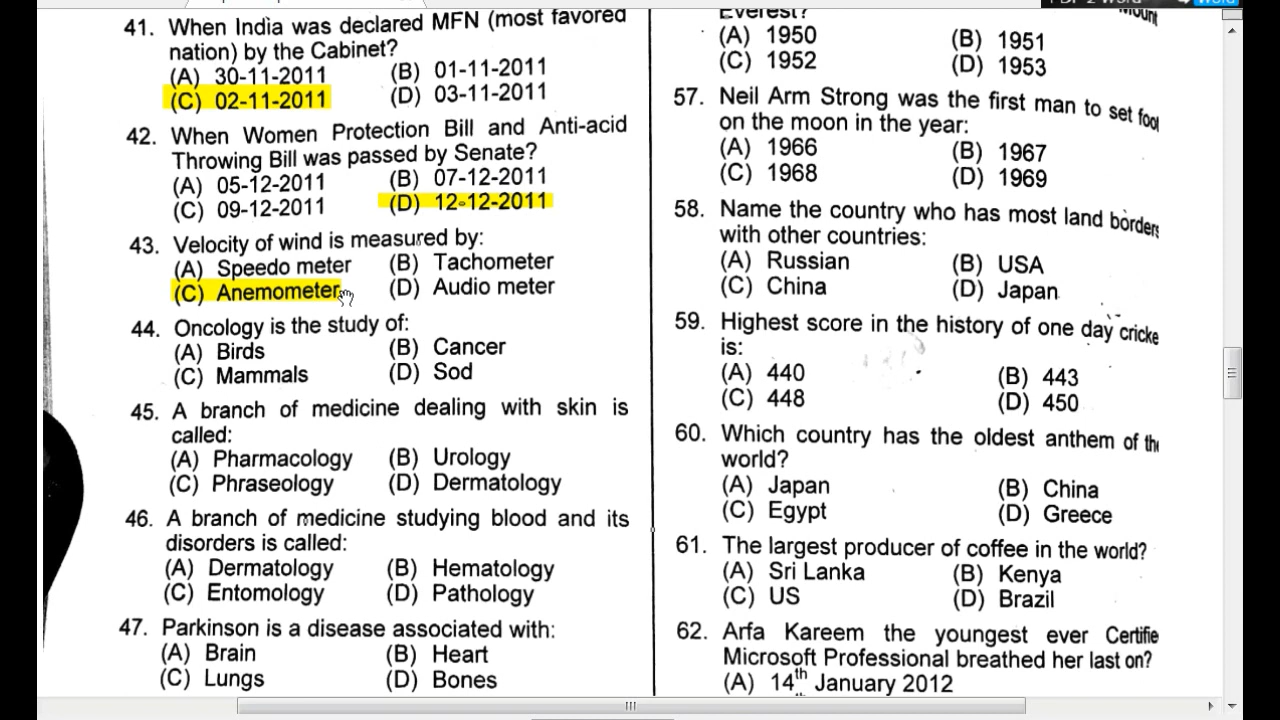 41. When India was declared MFN (most favored
nation) by the Cabinet?
(A) 30-11-2011 (B) 01-11-2011
(C) 02-11-2011 (D) 03-11-2011
42. When Women Protection Bill and Anti-acid
Throwing Bill was passed by Senate?
(A) 05-12-2011 (B) 07-12-2011
(C) 09-12-2011 (D) 12-12-2011
43. Velocity of wind is measured by:
(A) Speedo meter (B) Tachometer
(C) Anemometer (D) Audio meter
44. Oncology is the study of:
(A) Birds (B) Cancer
(C) Mammals (D) Sod
45. A branch of medicine dealing with skin is
called:
(A) Pharmacology (B) Urology
(C) Phraseology (D) Dermatology
46. A branch of medicine studying blood and its
disorders is called:
(A) Dermatology (B) Hematology
(C) Entomology (D) Pathology
47. Parkinson is a disease associated with:
(A) Brain (B) Heart
(C) Lungs (D) Bones
Mount
Everest?
(A) 1950 (B) 1951
(C) 1952 (D) 1953
57. Neil Arm Strong was the first man to set foot
on the moon in the year:
(A) 1966 (B) 1967
(C) 1968 (D) 1969
58. Name the country who has most land borders
with other countries:
(A) Russian (B) USA
(C) China (D) Japan
59. Highest score in the history of one day cricke
is:
(A) 440 (B) 443
(C) 448 (D) 450
60. Which country has the oldest anthem of the
world?
(A) Japan (B) China
(C) Egypt (D) Greece
61. The largest producer of coffee in the world?
(A) Sri Lanka (B) Kenya
(C) US (D) Brazil
62. Arfa Kareem the youngest ever Certifie
Microsoft Professional breathed her last on?
(A) 14th January 2012